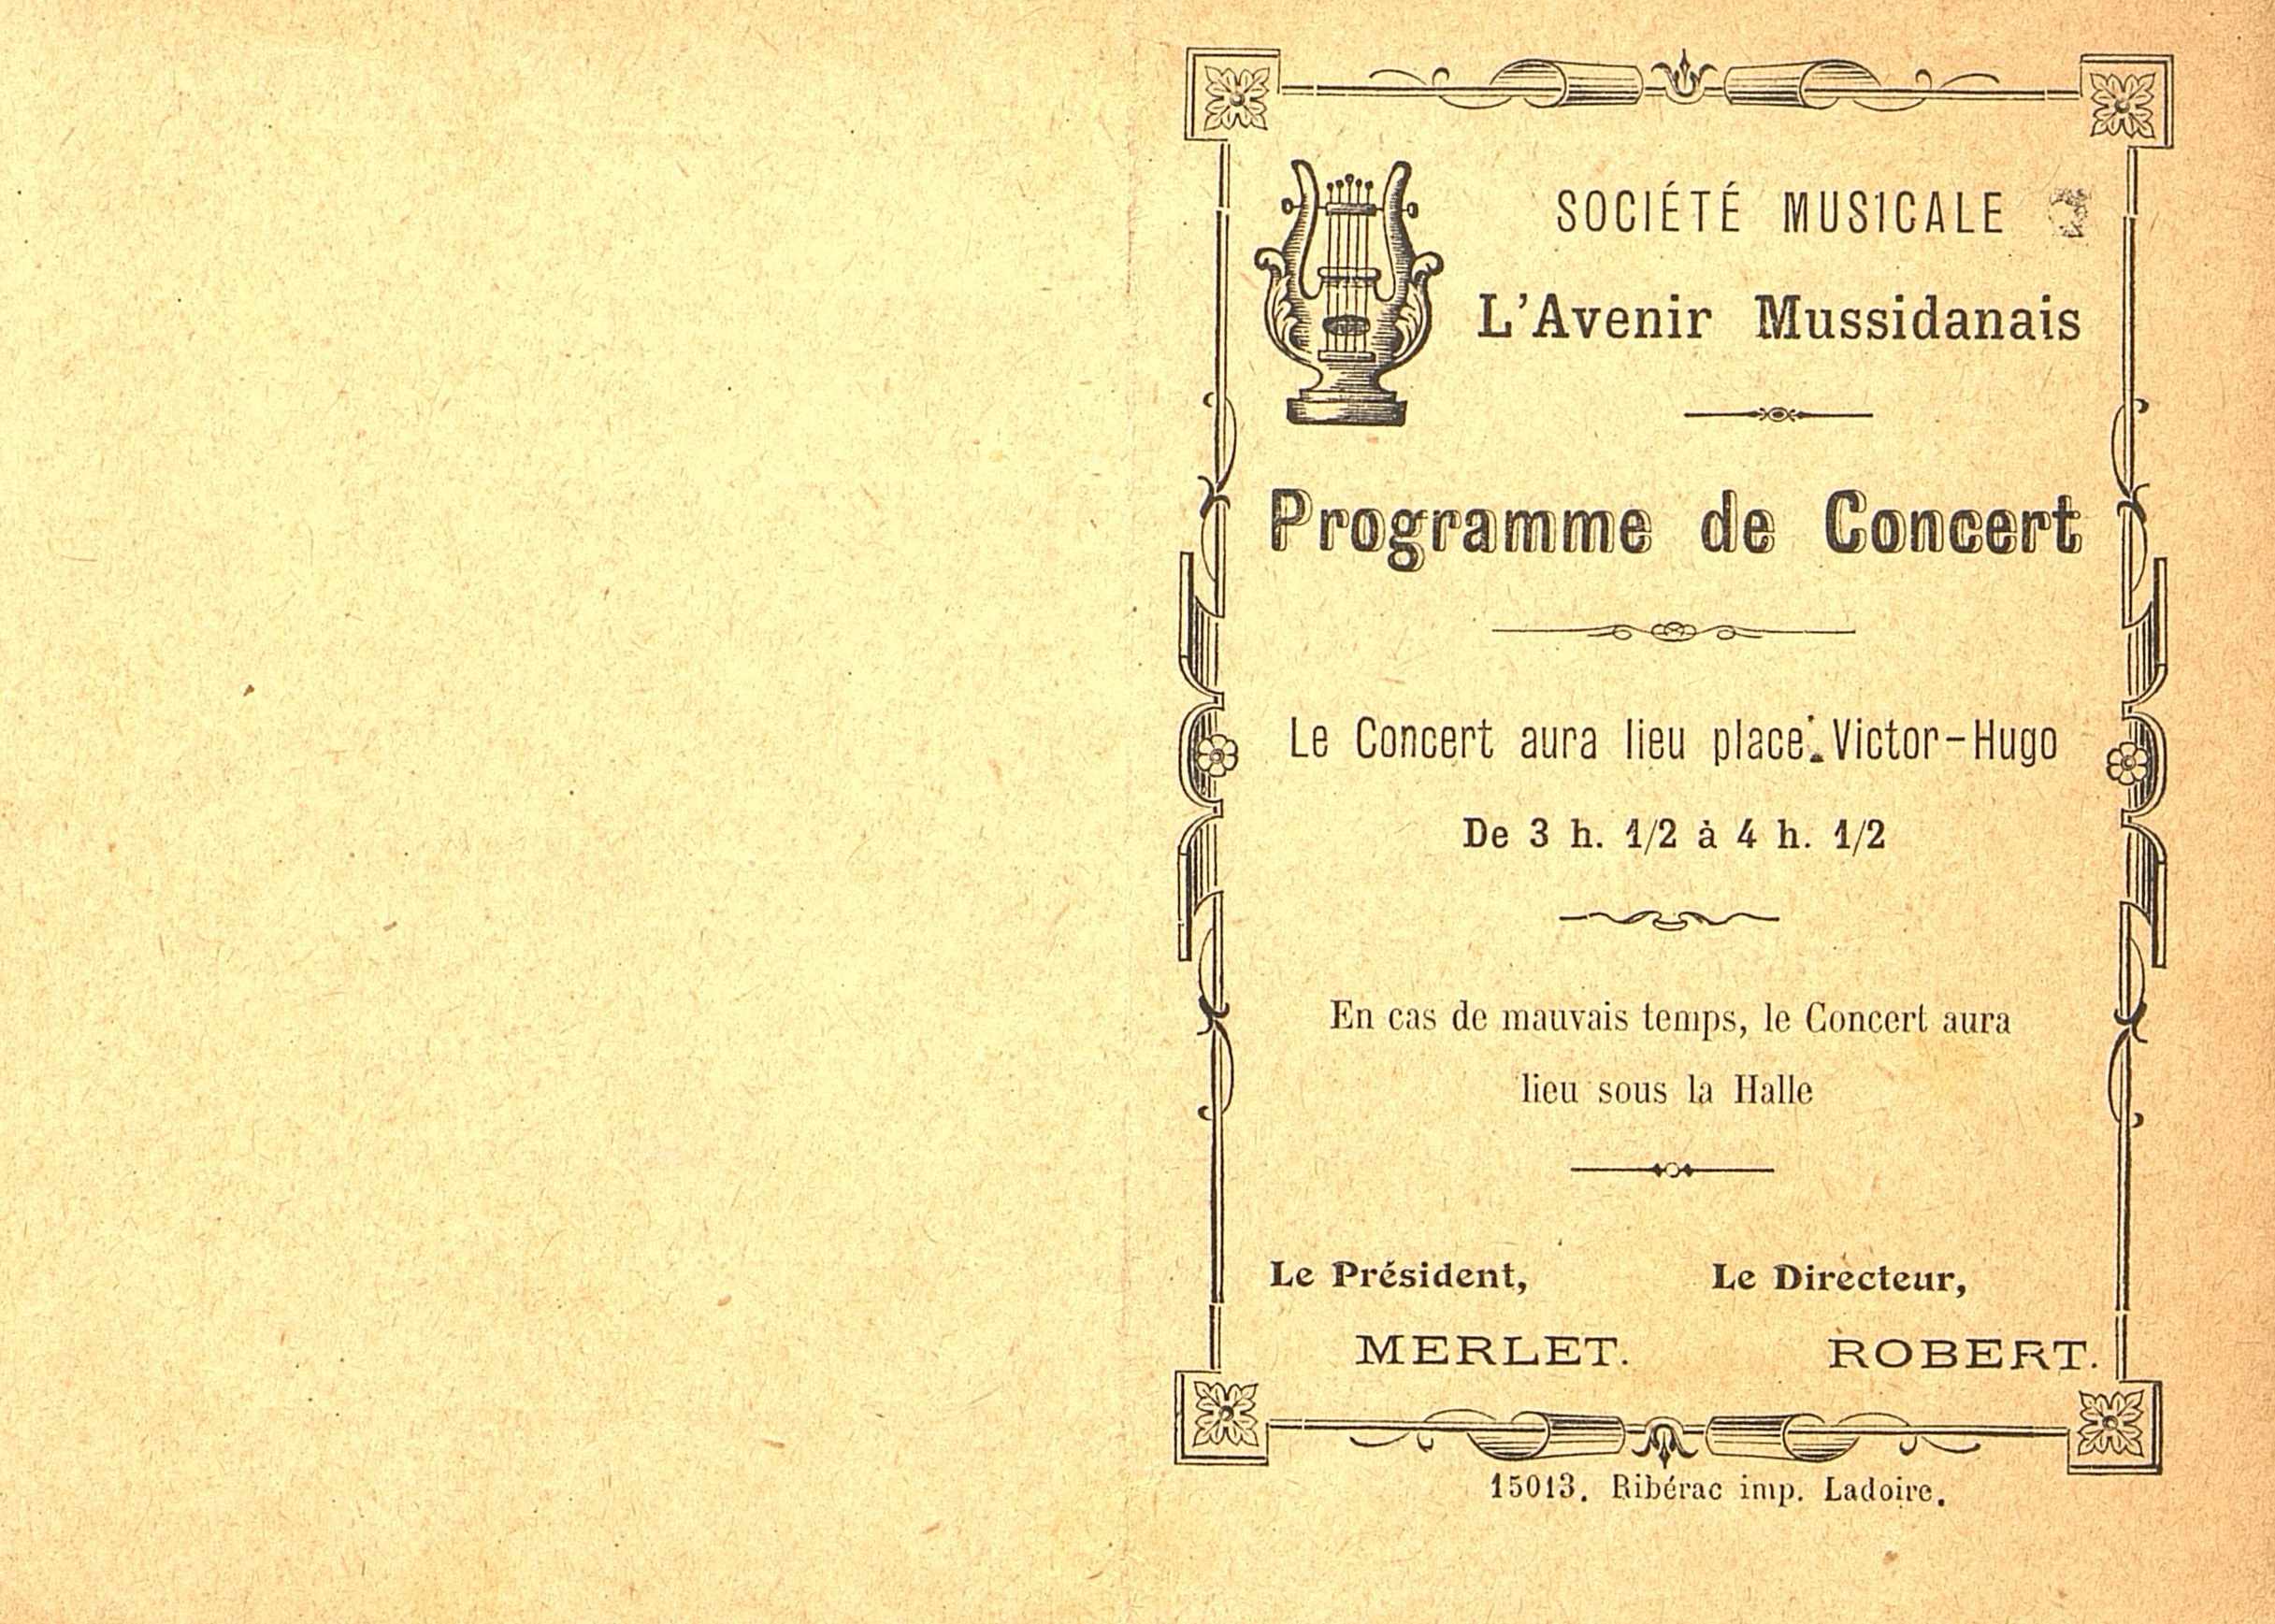 SOCIÉTÉ MUSICALE
L'Avenir Mussidanais
Programme de Concert
Le Concert aura lieu place Victor-Hugo
De 3 h. 1/2 à 4 h. 1/2
En cas de mauvais temps, le Concert aura
lieu sous la Halle
Le Président, Le Directeur,
MERLET. ROBERT.
15013. Ribérac imp. Ladoire.